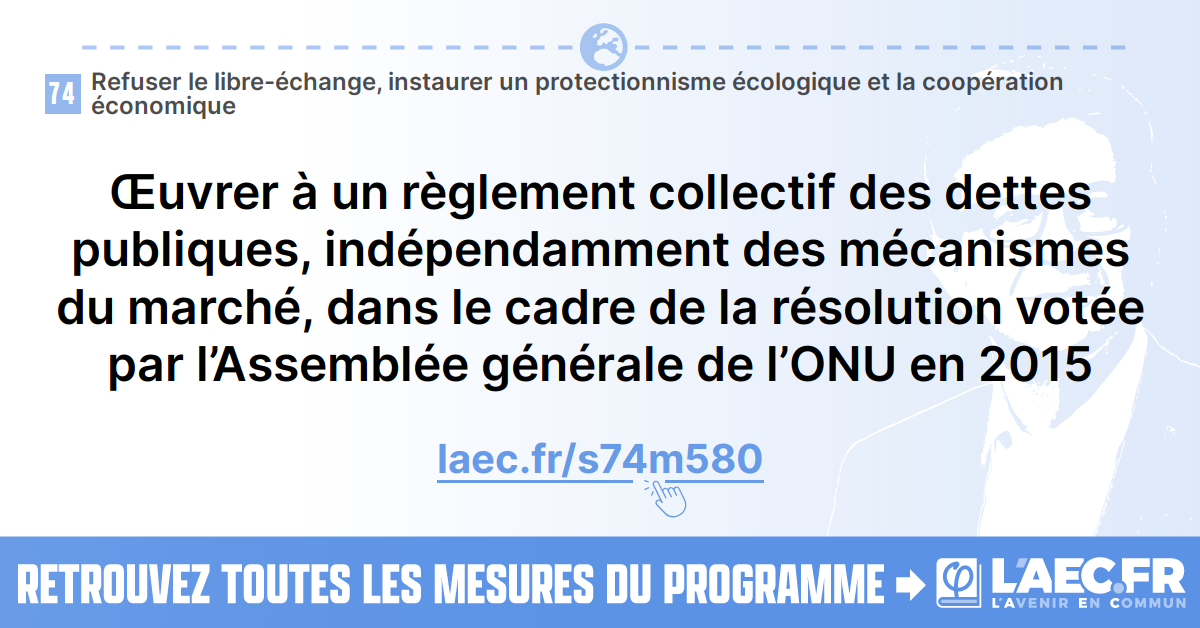 74
Refuser le libre-échange, instaurer un protectionnisme écologique et la coopération
économique
Œuvrer à un règlement collectif des dettes
publiques, indépendamment des mécanismes
du marché, dans le cadre de la résolution votée
par l’Assemblée générale de l’ONU en 2015
laec.fr/s74m580
RETROUVEZ TOUTES LES MESURES DU PROGRAMME
L'AEC.FR
L'AVENIR EN COMMUN